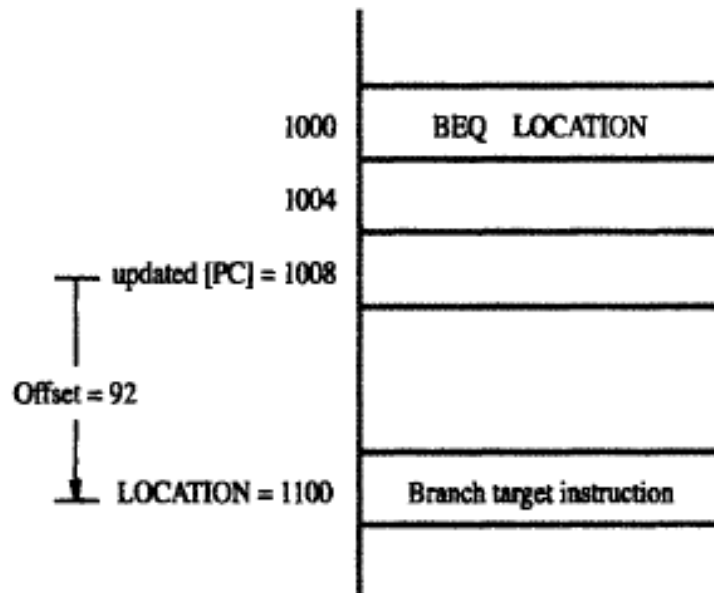 1000 BEQ LOCATION
1004
updated [PC] = 1008
Offset = 92
LOCATION = 1100 Branch target instruction